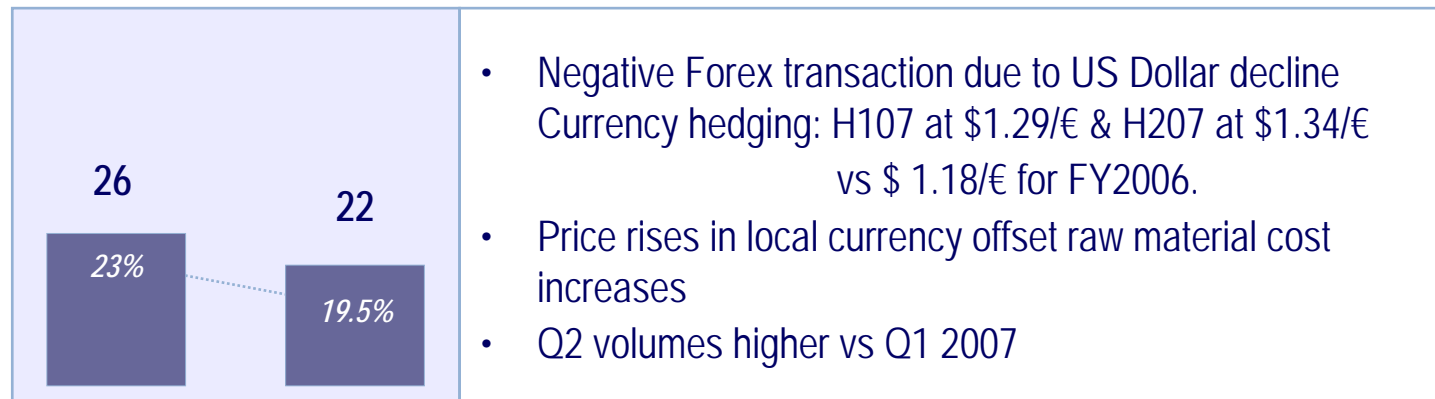 26
22
23%
19.5%
• Negative Forex transaction due to US Dollar decline
Currency hedging: H107 at $1.29/€ & H207 at $1.34/€
vs $ 1.18/€ for FY2006.
• Price rises in local currency offset raw material cost
increases
• Q2 volumes higher vs Q1 2007